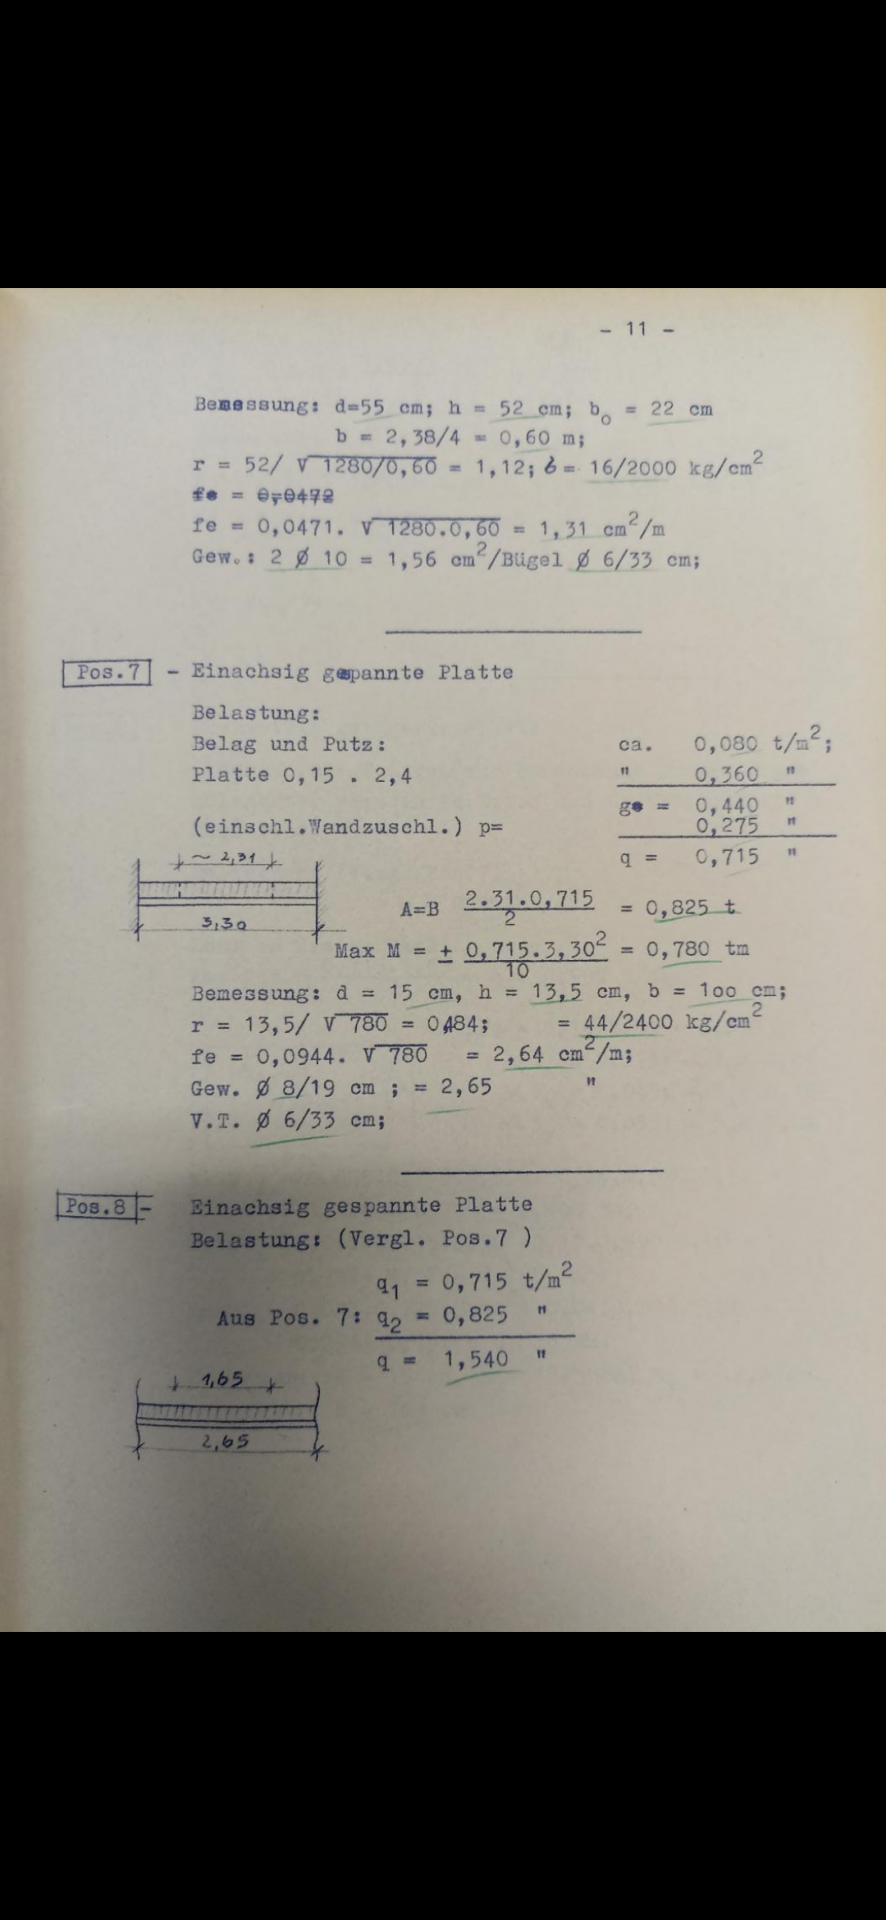 - 11 -
Bemessung: d=55 cm; h = 52 cm; b₀ = 22 cm
b = 2,38/4 = 0,60 m;
r = 52/ √1280/0,60 = 1,12; б = 16/2000 kg/cm²
fe = 0,0472
fe = 0,0471. √1280.0,60 = 1,31 cm²/m
Gew.: 2 ø 10 = 1,56 cm²/Bügel ø 6/33 cm;
Pos.7 - Einachsig gespannte Platte
Belastung:
Belag und Putz: ca. 0,080 t/m²;
Platte 0,15 . 2,4 " 0,360 "
g = 0,440 "
(einschl.Wandzuschl.) p= 0,275 "
q = 0,715 "
~ 2,31
3,30
A=B 2.31.0,715/2 = 0,825 t
Max M = ± 0,715.3,30²/10 = 0,780 tm
Bemessung: d = 15 cm, h = 13,5 cm, b = 1oo cm;
r = 13,5/ √780 = 0,484; = 44/2400 kg/cm²
fe = 0,0944. √780 = 2,64 cm²/m;
Gew. ø 8/19 cm ; = 2,65 "
V.T. ø 6/33 cm;
Pos.8 - Einachsig gespannte Platte
Belastung: (Vergl. Pos.7 )
q₁ = 0,715 t/m²
Aus Pos. 7: q₂ = 0,825 "
q = 1,540 "
1,65
2,65